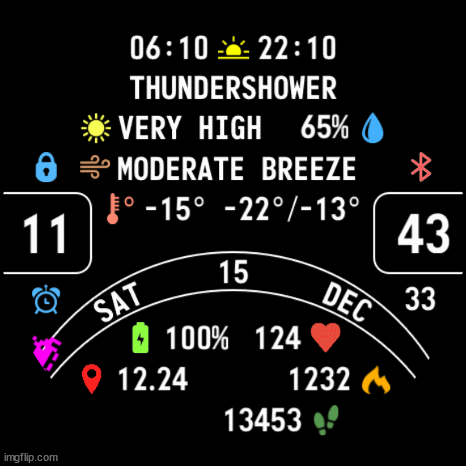 06:10 22:10
THUNDERSHOWER
VERY HIGH 65%
MODERATE BREEZE
-15° -22°/-13°
11 43
15
SAT DEC 33
100% 124
12.24 1232
13453
imgflip.com